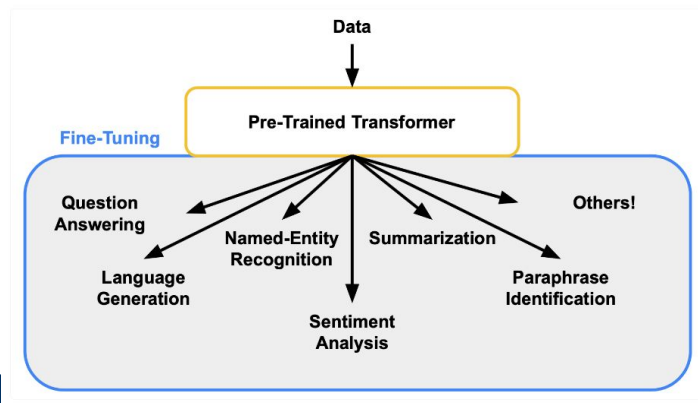 Data
Pre-Trained Transformer
Fine-Tuning
Question
Answering
Others!
Named-Entity
Recognition
Summarization
Language
Generation
Paraphrase
Identification
Sentiment
Analysis